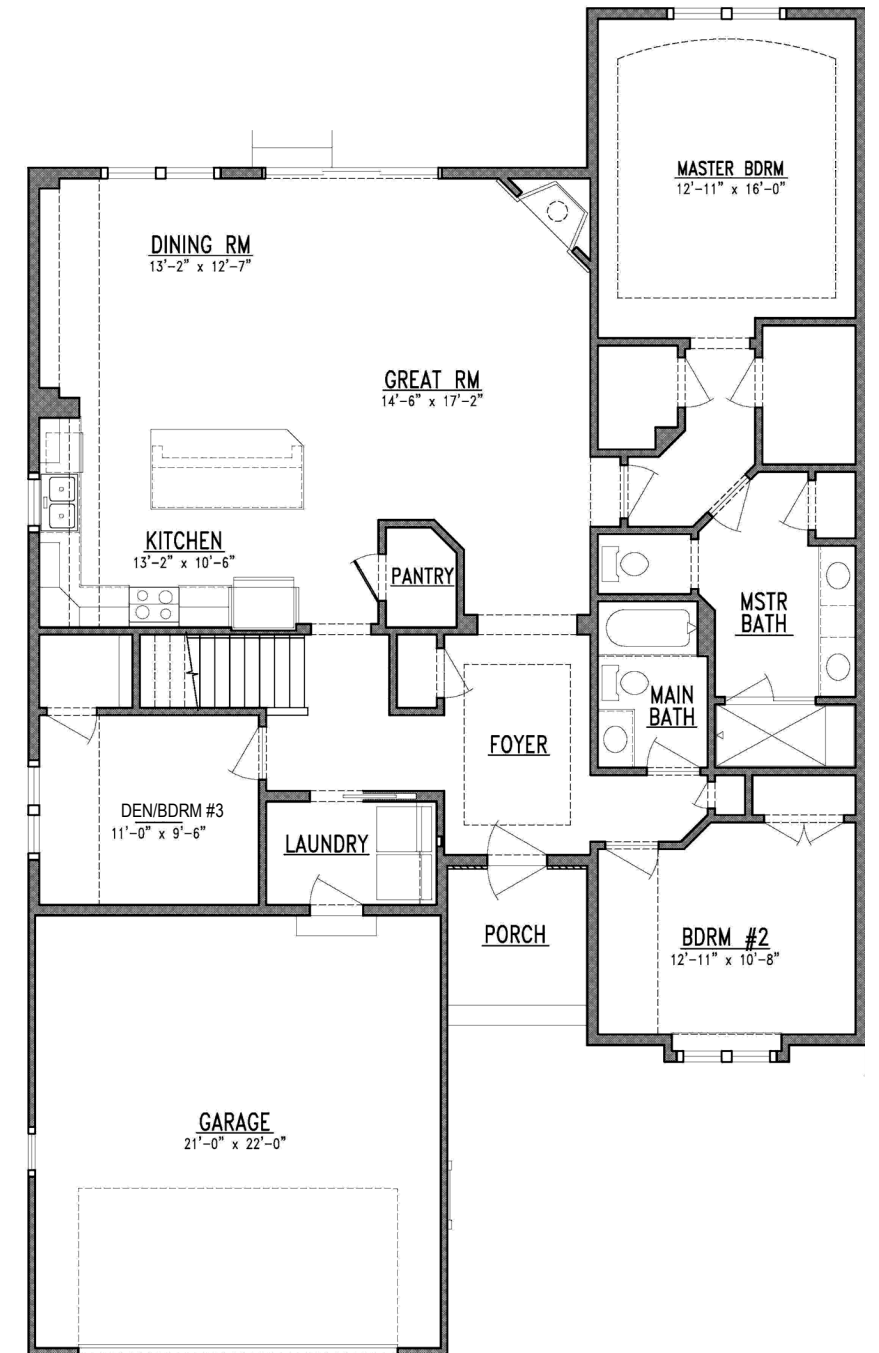 MASTER BDRM
12'-11" x 16'-0"
DINING RM
13'-2" x 12'-7"
GREAT RM
14'-6" x 17'-2"
KITCHEN
13'-2" x 10'-6"
PANTRY
MSTR
BATH
MAIN
BATH
FOYER
DEN/BDRM #3
11'-0" x 9'-6"
LAUNDRY
PORCH
BDRM #2
12'-11" x 10'-8"
GARAGE
21'-0" x 22'-0"